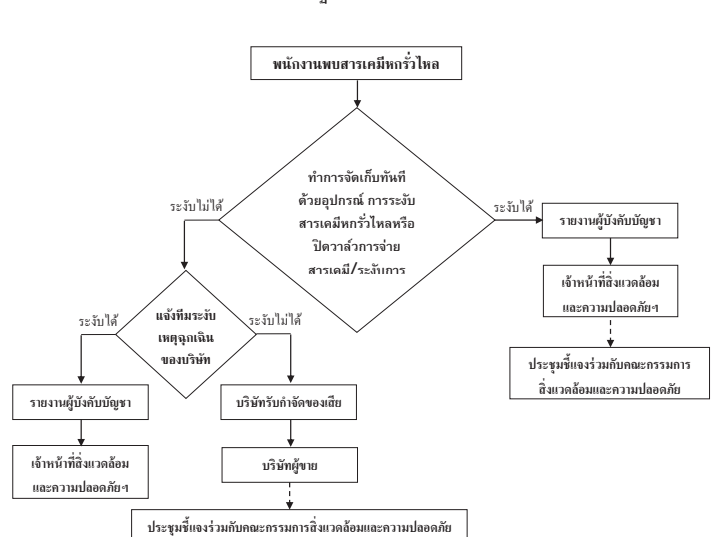 พนักงานพบสารเคมีหกรั่วไหล
ทำการจัดเก็บทันที
ด้วยอุปกรณ์ การระงับ
สารเคมีหกรั่วไหลหรือ
ปิดวาล์วการจ่าย
สารเคมี/ระงับการ
ระงับไม่ได้
ระงับได้
รายงานผู้บังคับบัญชา
เจ้าหน้าที่สิ่งแวดล้อม
และความปลอดภัยฯ
ประชุมชี้แจงร่วมกับคณะกรรมการ
สิ่งแวดล้อมและความปลอดภัย
แจ้งทีมระงับ
เหตุฉุกเฉิน
ของบริษัท
ระงับได้
ระงับไม่ได้
รายงานผู้บังคับบัญชา
เจ้าหน้าที่สิ่งแวดล้อม
และความปลอดภัยฯ
บริษัทรับกำจัดของเสีย
บริษัทผู้ขาย
ประชุมชี้แจงร่วมกับคณะกรรมการสิ่งแวดล้อมและความปลอดภัย